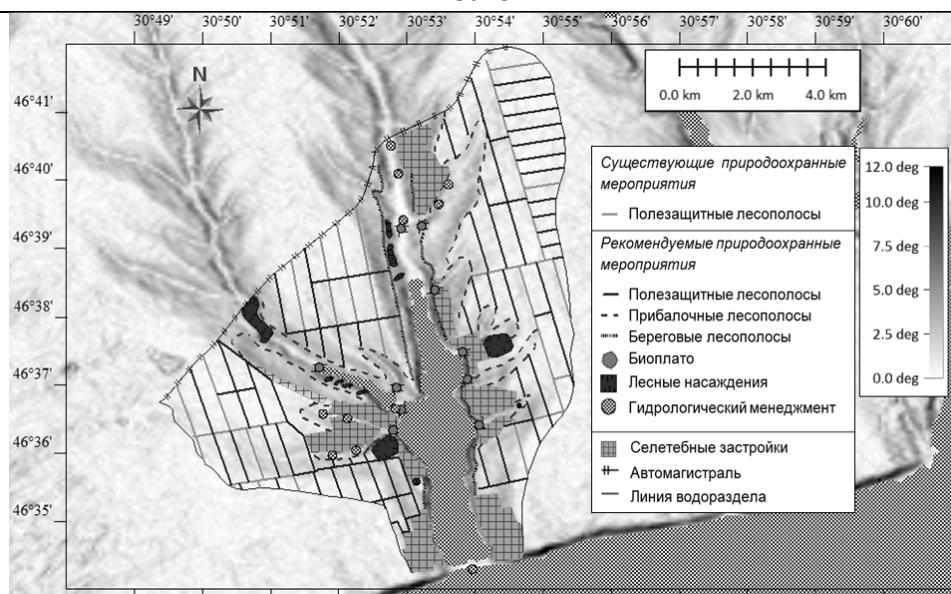 30°49' 30°50' 30°51' 30°52' 30°53' 30°54' 30°55' 30°56' 30°57' 30°58' 30°59' 30°60'
46°41'
46°40'
46°39'
46°38'
46°37'
46°36'
46°35'
N
0.0 km 2.0 km 4.0 km
Существующие природоохранные
мероприятия
Полезащитные лесополосы
Рекомендуемые природоохранные
мероприятия
Полезащитные лесополосы
Прибалочные лесополосы
Береговые лесополосы
Биоплато
Лесные насаждения
Гидрологический менеджмент
Селетебные застройки
Автомагистраль
Линия водораздела
12.0 deg
10.0 deg
7.5 deg
5.0 deg
2.5 deg
0.0 deg